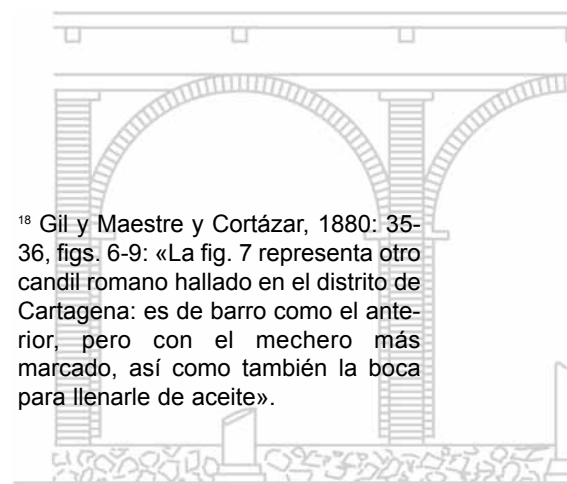 18 Gil y Maestre y Cortázar, 1880: 35-
36, figs. 6-9: «La fig. 7 representa otro
candil romano hallado en el distrito de
Cartagena: es de barro como el ante-
rior, pero con el mechero más
marcado, así como también la boca
para llenarle de aceite».